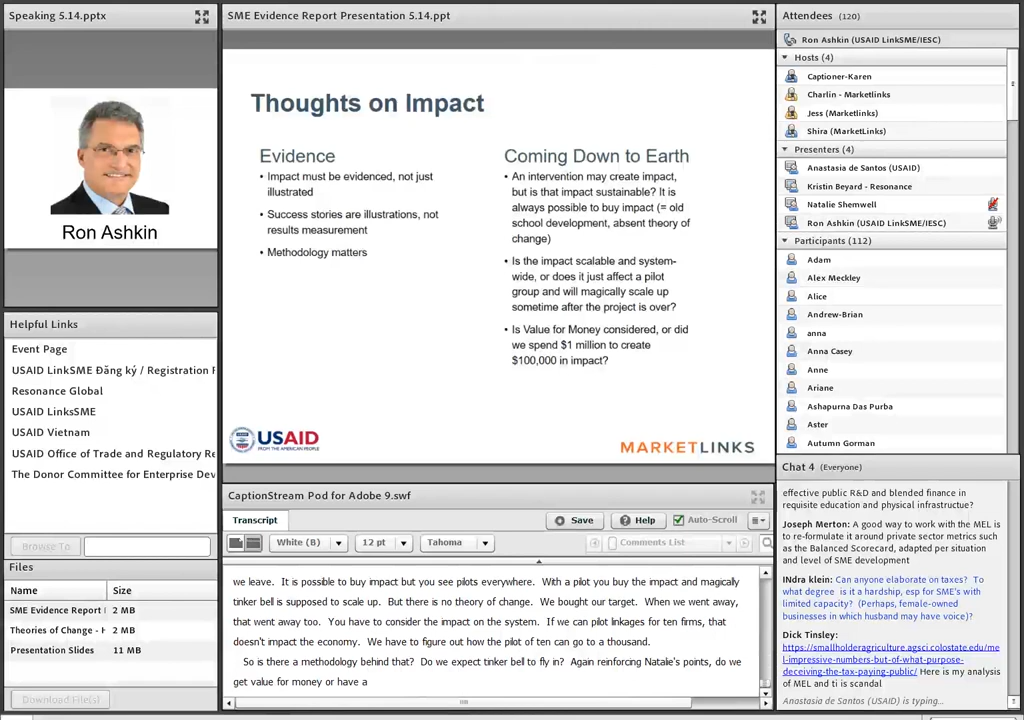 Speaking 5.14.pptx
Ron Ashkin
Helpful Links
Event Page
USAID LinkSME Đăng ký / Registration F
Resonance Global
USAID LinksSME
USAID Vietnam
USAID Office of Trade and Regulatory Re
The Donor Committee for Enterprise Dev
Browse To
Files
Name Size
SME Evidence Report 2 MB
Theories of Change - 2 MB
Presentation Slides 11 MB
Download File(s)
SME Evidence Report Presentation 5.14.ppt
Thoughts on Impact
Evidence
• Impact must be evidenced, not just
illustrated
• Success stories are illustrations, not
results measurement
• Methodology matters
Coming Down to Earth
• An intervention may create impact,
but is that impact sustainable? It is
always possible to buy impact (= old
school development, absent theory of
change)
• Is the impact scalable and system-
wide, or does it just affect a pilot
group and will magically scale up
sometime after the project is over?
• Is Value for Money considered, or did
we spend $1 million to create
$100,000 in impact?
USAID
FROM THE AMERICAN PEOPLE
MARKETLINKS
CaptionStream Pod for Adobe 9.swf
Transcript
Save
Help
Auto-Scroll
White (B)
12 pt
Tahoma
Comments List
we leave. It is possible to buy impact but you see pilots everywhere. With a pilot you buy the impact and magically
tinker bell is supposed to scale up. But there is no theory of change. We bought our target. When we went away,
that went away too. You have to consider the impact on the system. If we can pilot linkages for ten firms, that
doesn't impact the economy. We have to figure out how the pilot of ten can go to a thousand.
So is there a methodology behind that? Do we expect tinker bell to fly in? Again reinforcing Natalie's points, do we
get value for money or have a
Attendees (120)
Ron Ashkin (USAID LinkSME/IESC)
Hosts (4)
Captioner-Karen
Charlin - Marketlinks
Jess (Marketlinks)
Shira (MarketLinks)
Presenters (4)
Anastasia de Santos (USAID)
Kristin Beyard - Resonance
Natalie Shemwell
Ron Ashkin (USAID LinkSME/IESC)
Participants (112)
Adam
Alex Meckley
Alice
Andrew-Brian
anna
Anna Casey
Anne
Ariane
Ashapurna Das Purba
Aster
Autumn Gorman
Chat 4 (Everyone)
effective public R&D and blended finance in
requisite education and physical infrastructue?
Joseph Merton: A good way to work with the MEL is
to re-formulate it around private sector metrics such
as the Balanced Scorecard, adapted per situation
and level of SME development
INdra klein: Can anyone elaborate on taxes? To
what degree is it a hardship, esp for SME's with
limited capacity? (Perhaps, female-owned
businesses in which husband may have voice)?
Dick Tinsley:
https://smallholderagriculture.agsci.colostate.edu/me
l-impressive-numbers-but-of-what-purpose-
deceiving-the-tax-paying-public/ Here is my analysis
of MEL and ti is scandal
Anastasia de Santos (USAID) is typing...